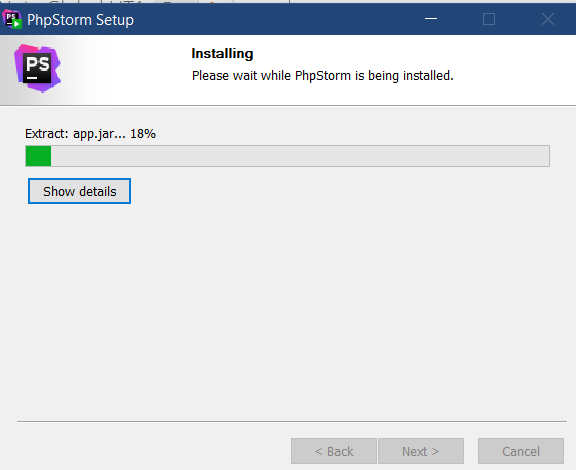 PhpStorm Setup
PS
Installing
Please wait while PhpStorm is being installed.
Extract: app.jar... 18%
Show details
< Back
Next >
Cancel